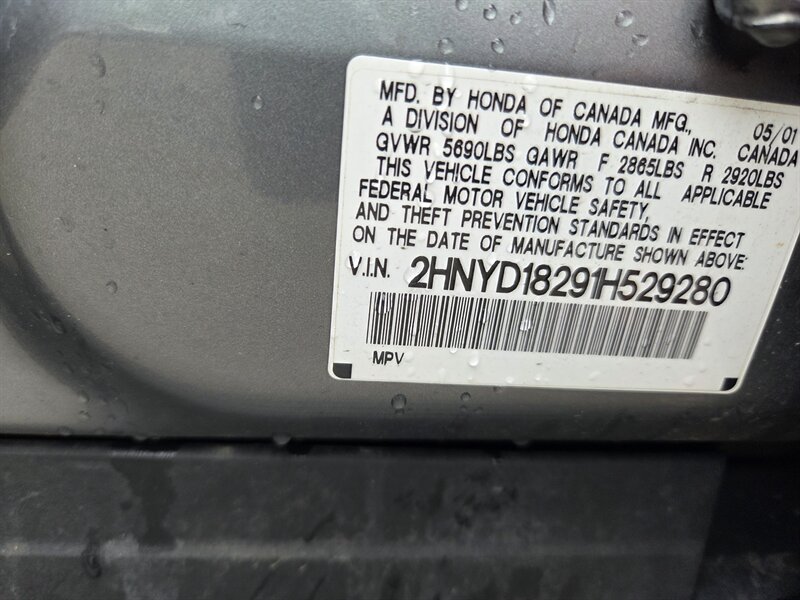 MFD. BY HONDA OF CANADA MFG., 05/01
A DIVISION OF HONDA CANADA INC. CANADA
GVWR 5690LBS GAWR F 2865LBS R 2920LBS
THIS VEHICLE CONFORMS TO ALL APPLICABLE
FEDERAL MOTOR VEHICLE SAFETY,
AND THEFT PREVENTION STANDARDS IN EFFECT
ON THE DATE OF MANUFACTURE SHOWN ABOVE:
V.I.N. 2HNYD18291H529280
MPV